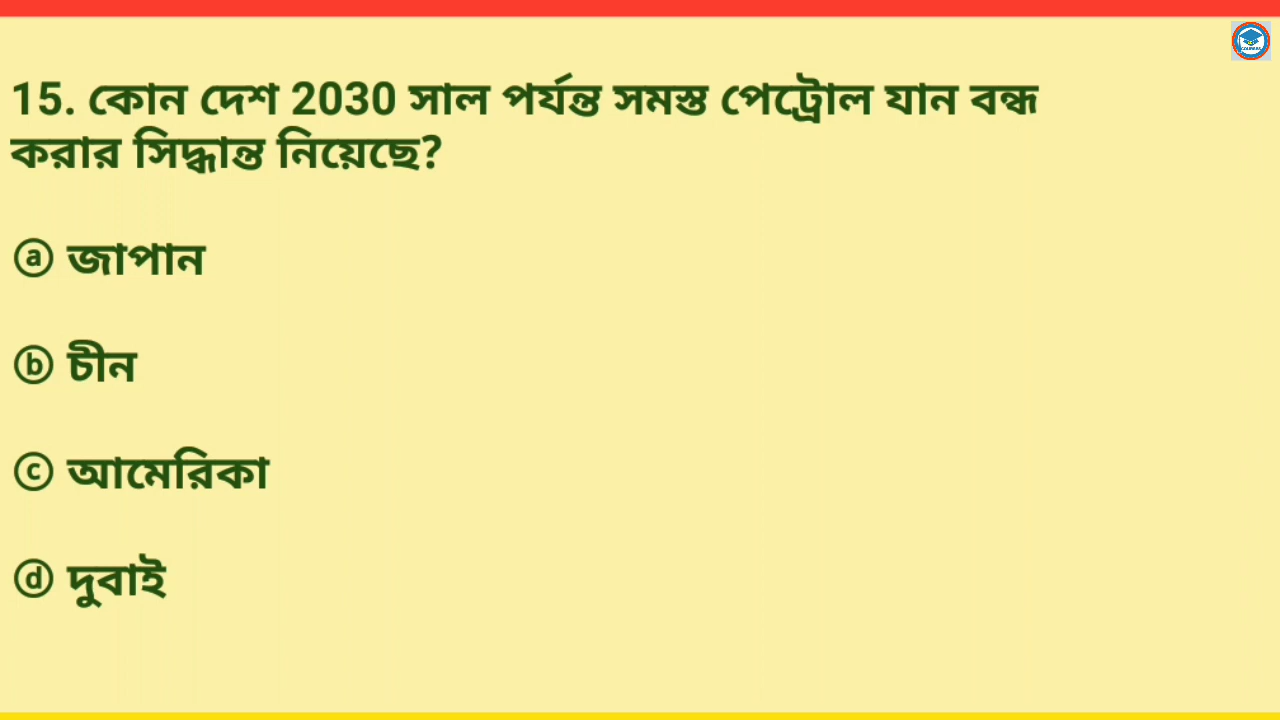 15. কোন দেশ 2030 সাল পর্যন্ত সমস্ত পেট্রোল যান বন্ধ
করার সিদ্ধান্ত নিয়েছে?
ⓐ জাপান
ⓑ চীন
ⓒ আমেরিকা
ⓓ দুবাই